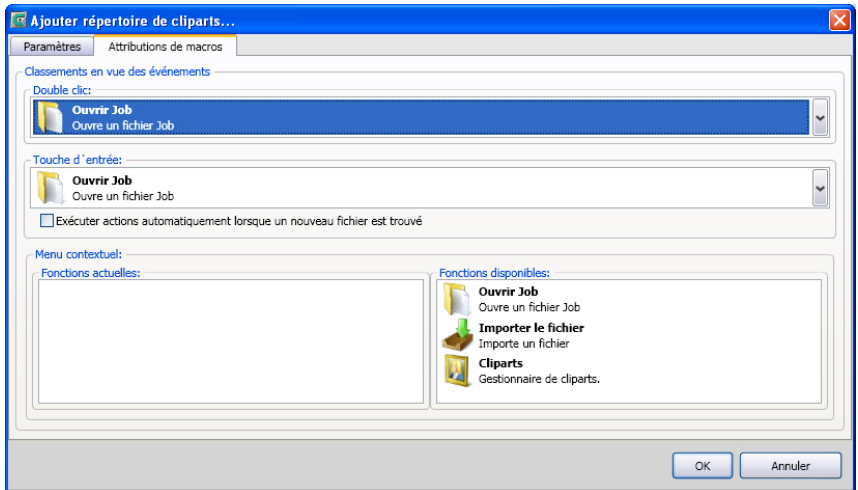 Ajouter répertoire de cliparts...
Paramètres
Attributions de macros
Classements en vue des événements
Double clic:
Ouvrir Job
Ouvre un fichier Job
Touche d´entrée:
Ouvrir Job
Ouvre un fichier Job
Exécuter actions automatiquement lorsque un nouveau fichier est trouvé
Menu contextuel:
Fonctions actuelles:
Fonctions disponibles:
Ouvrir Job
Ouvre un fichier Job
Importer le fichier
Importe un fichier
Cliparts
Gestionnaire de cliparts.
OK
Annuler